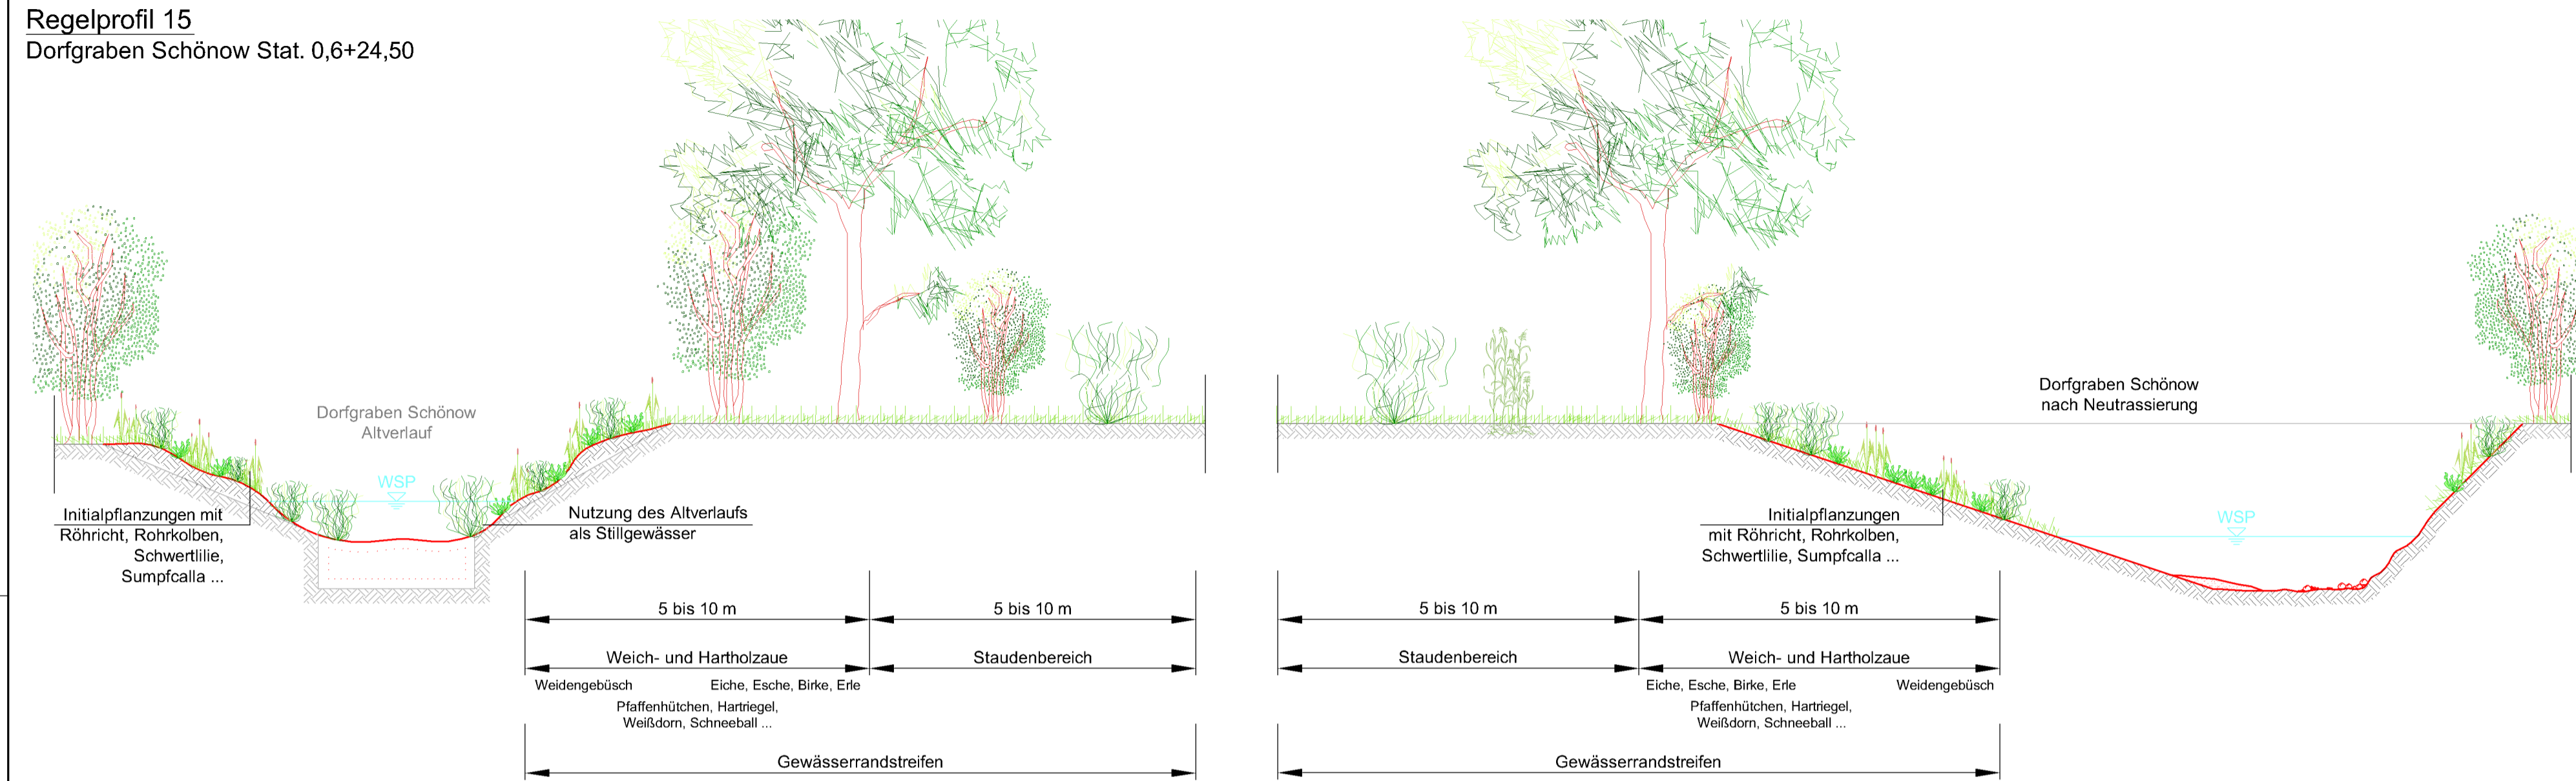 Regelprofil 15
Dorfgraben Schönow Stat. 0,6+24,50
Dorfgraben Schönow
Altverlauf
WSP
Initialpflanzungen mit
Röhricht, Rohrkolben,
Schwertlilie,
Sumpfcalla ...
Nutzung des Altverlaufs
als Stillgewässer
5 bis 10 m
5 bis 10 m
Weich- und Hartholzaue
Staudenbereich
Weidengebüsch
Eiche, Esche, Birke, Erle
Pfaffenhütchen, Hartriegel,
Weißdorn, Schneeball ...
Gewässerrandstreifen
Dorfgraben Schönow
nach Neutrassierung
WSP
Initialpflanzungen
mit Röhricht, Rohrkolben,
Schwertlilie, Sumpfcalla ...
5 bis 10 m
5 bis 10 m
Staudenbereich
Weich- und Hartholzaue
Eiche, Esche, Birke, Erle
Weidengebüsch
Pfaffenhütchen, Hartriegel,
Weißdorn, Schneeball ...
Gewässerrandstreifen